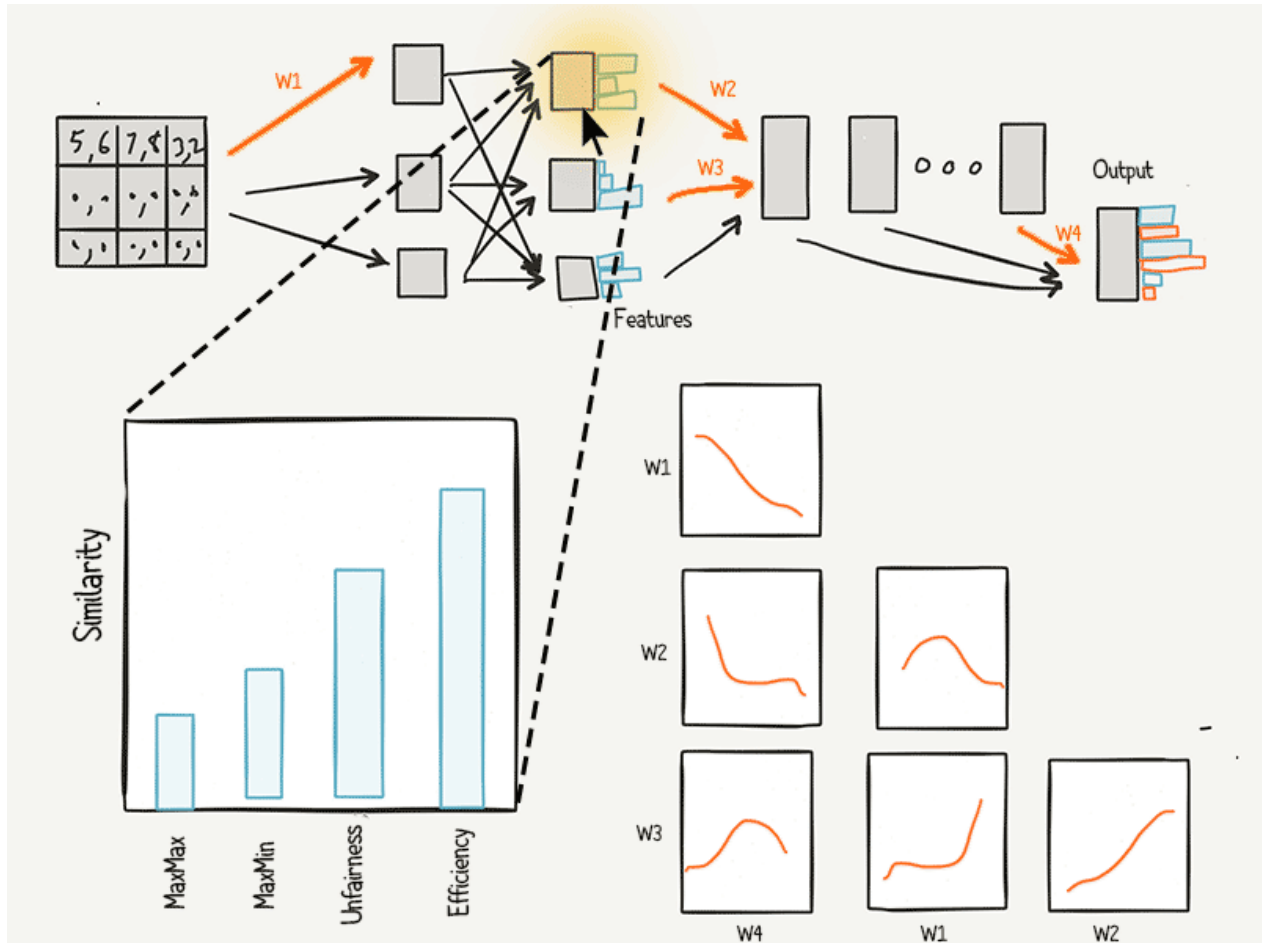 W1
W2
5,6 7,8 3,2
W3
Output
W4
Features
W1
Similarity
W2
W3
MaxMax
MaxMin
Unfairness
Efficiency
W4
W1
W2